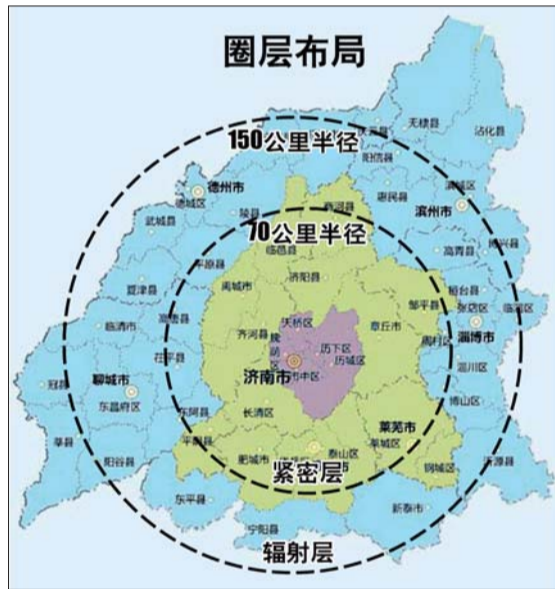 圈层布局
无棣县
沾化县
庆云县
150公里半径
阳信县
德州市
惠民县
滨城区
德城区
滨州市
陵县
商河县
武城县
70公里半径
临邑县
高青县
博兴县
平原县
济阳县
夏津县
禹城市
桓台县
邹平县
张店区
临淄区
高唐县
天桥区
临清市
齐河县
章丘市
淄博市
槐荫区
历下区
周村区
茌平县
历城区
淄川区
冠县
市中区
济南市
聊城市
博山区
东昌府区
东阿县
长清区
莱芜市
莘县
平阴县
莱城区
阳谷县
肥城市
泰山区
沂源县
钢城区
紧密层
东平县
新泰市
宁阳县
辐射层